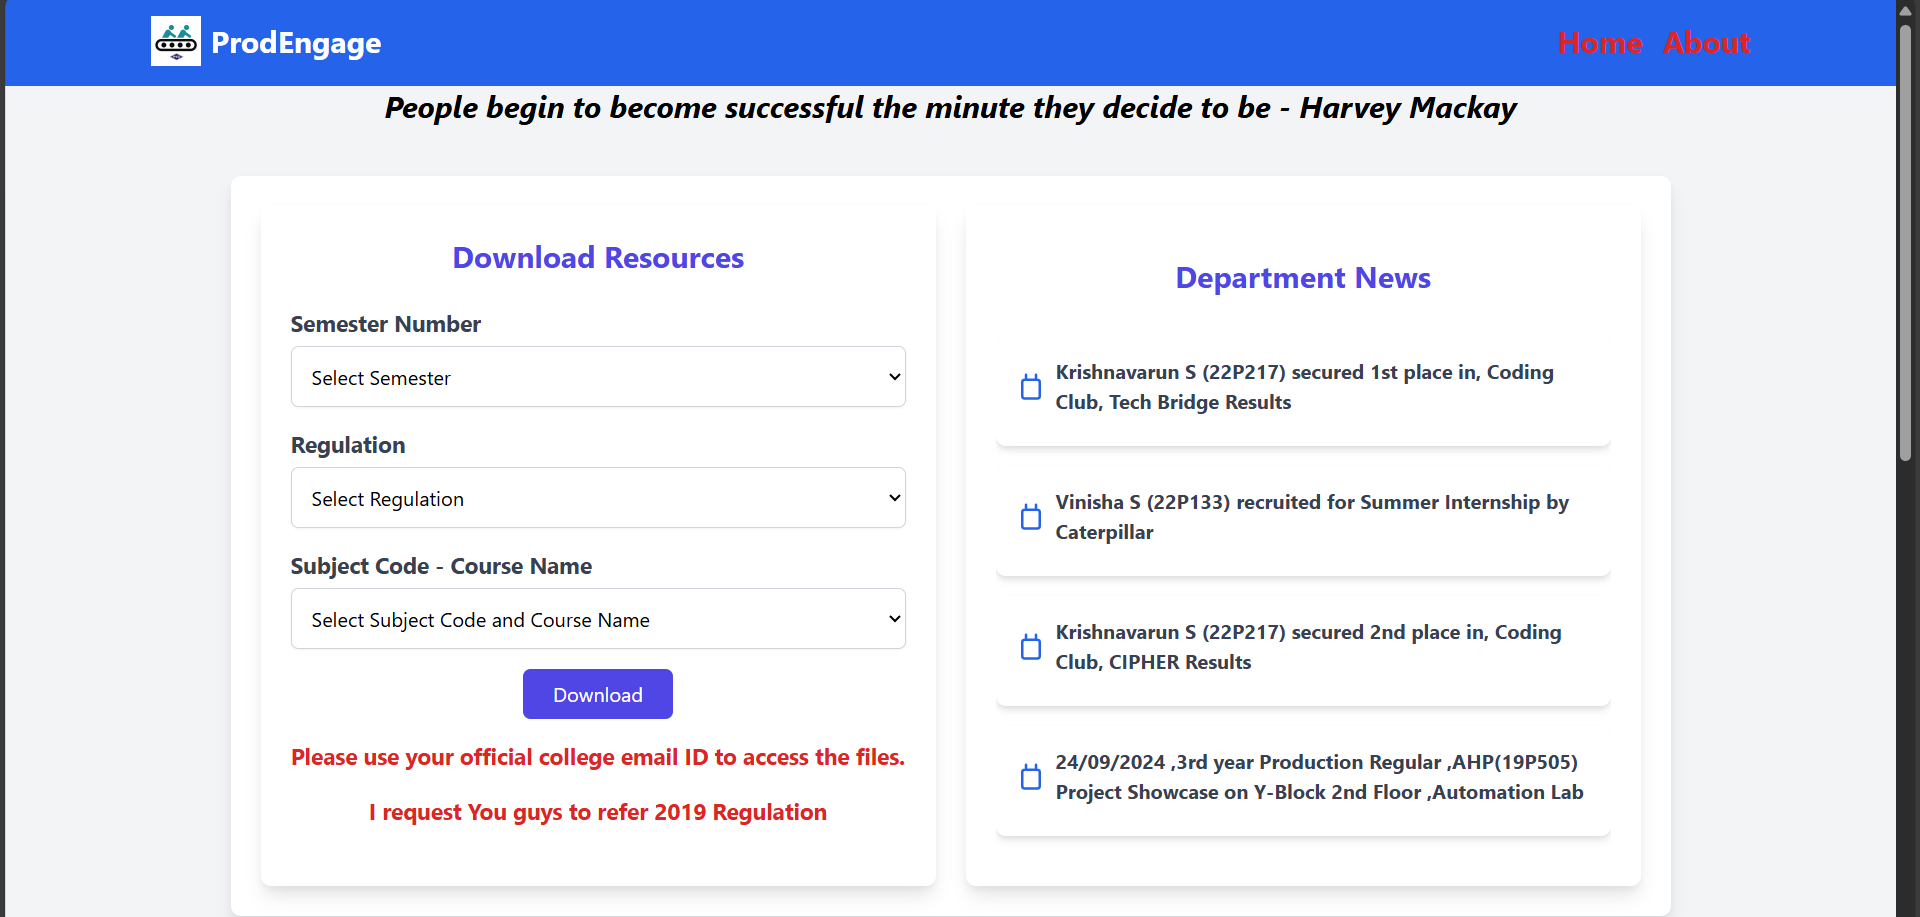 ProdEngage
Home About
People begin to become successful the minute they decide to be - Harvey Mackay
Download Resources
Semester Number
Select Semester
Regulation
Select Regulation
Subject Code - Course Name
Select Subject Code and Course Name
Download
Please use your official college email ID to access the files.
I request You guys to refer 2019 Regulation
Department News
Krishnavarun S (22P217) secured 1st place in, Coding
Club, Tech Bridge Results
Vinisha S (22P133) recruited for Summer Internship by
Caterpillar
Krishnavarun S (22P217) secured 2nd place in, Coding
Club, CIPHER Results
24/09/2024 ,3rd year Production Regular ,AHP(19P505)
Project Showcase on Y-Block 2nd Floor ,Automation Lab